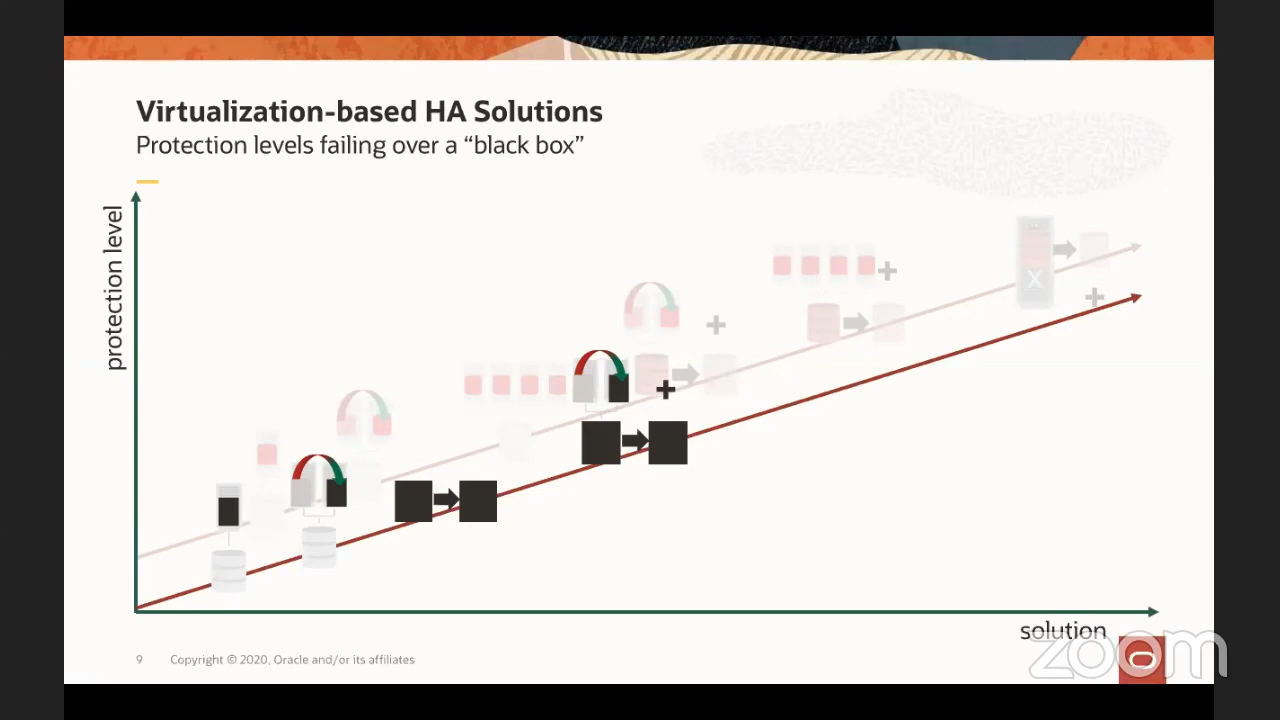 Virtualization-based HA Solutions
Protection levels failing over a “black box”
protection level
X
solution
9 Copyright © 2020, Oracle and/or its affiliates
zoom